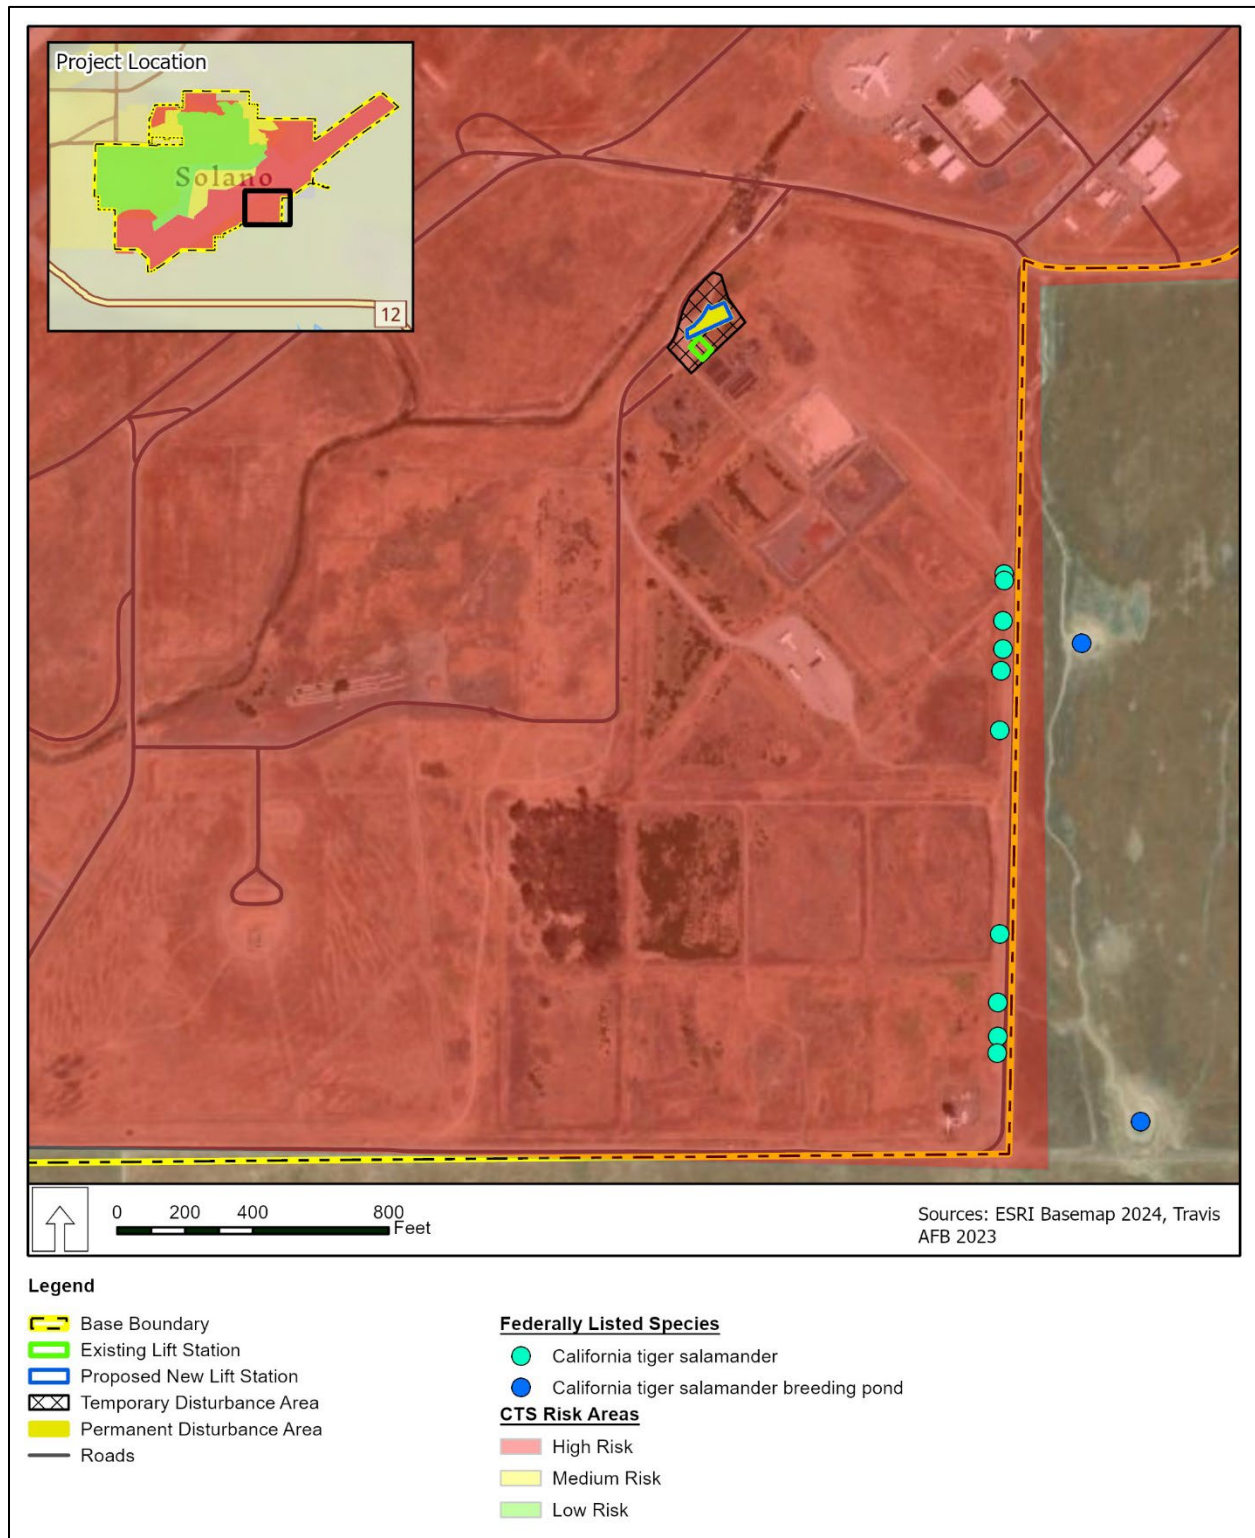 Project Location
Solano
12
0 200 400 800
Feet
Sources: ESRI Basemap 2024, Travis
AFB 2023
Legend
Base Boundary
Existing Lift Station
Proposed New Lift Station
Temporary Disturbance Area
Permanent Disturbance Area
Roads
Federally Listed Species
California tiger salamander
California tiger salamander breeding pond
CTS Risk Areas
High Risk
Medium Risk
Low Risk